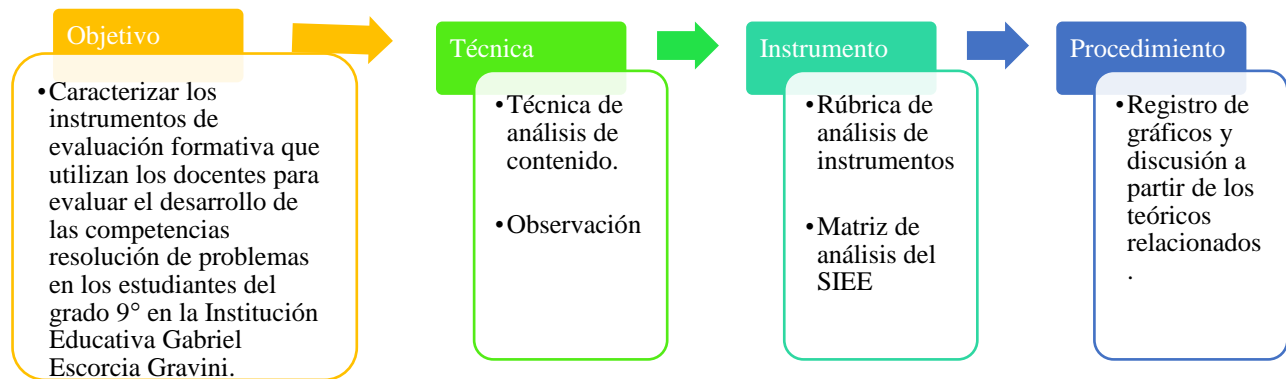 Objetivo
•Caracterizar los
instrumentos de
evaluación formativa que
utilizan los docentes para
evaluar el desarrollo de
las competencias
resolución de problemas
en los estudiantes del
grado 9° en la Institución
Educativa Gabriel
Escorcia Gravini.
Técnica
•Técnica de
análisis de
contenido.
•Observación
Instrumento
•Rúbrica de
análisis de
instrumentos
•Matriz de
análisis del
SIEE
Procedimiento
•Registro de
gráficos y
discusión a
partir de los
teóricos
relacionados
.